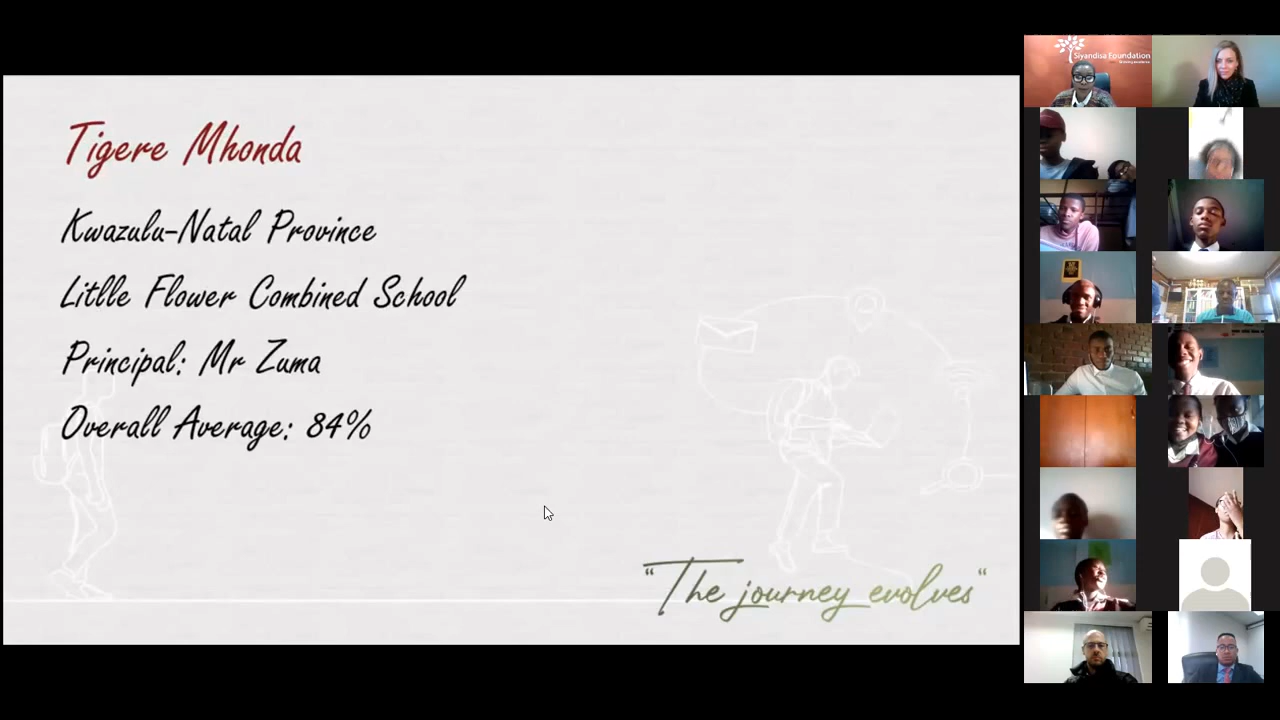 Tigere Mhonda
Kwazulu-Natal Province
Litlle Flower Combined School
Principal: Mr Zuma
Overall Average: 84%
"The journey evolves"
Siyandisa Foundation